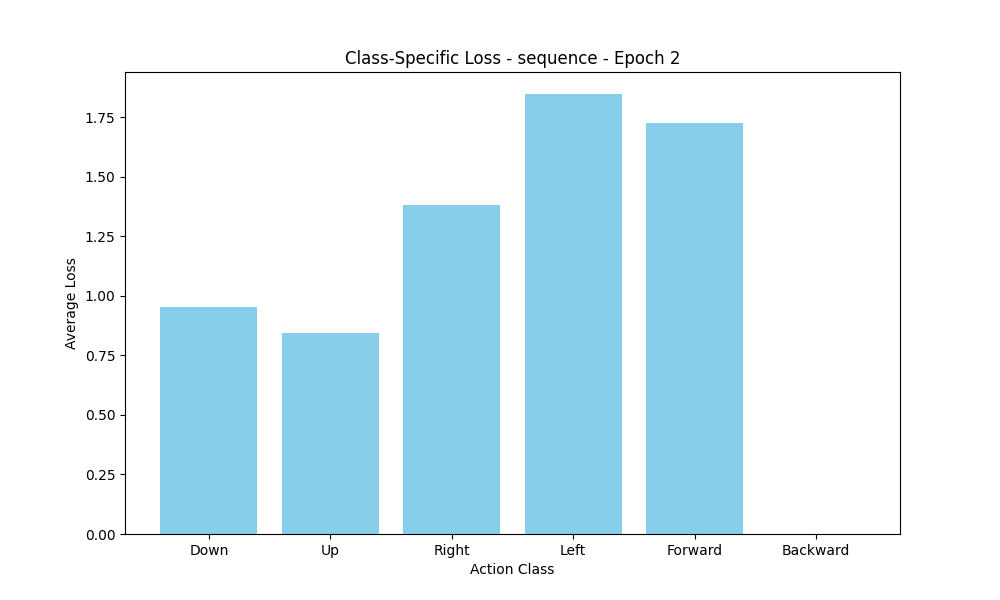 Class-Specific Loss - sequence - Epoch 2
Average Loss
1.75
1.50
1.25
1.00
0.75
0.50
0.25
0.00
Down Up Right Left Forward Backward
Action Class